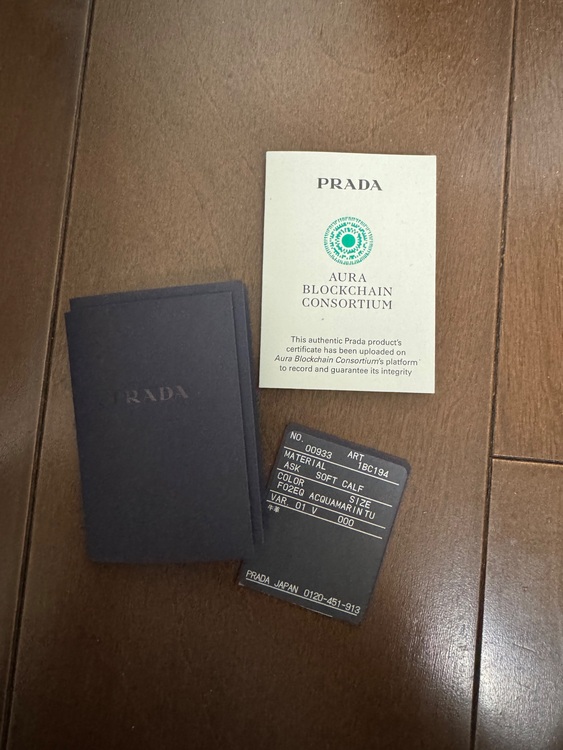 PRADA
AURA
BLOCKCHAIN
CONSORTIUM
This authentic Prada product's
certificate has been uploaded on
Aura Blockchain Consortium's platform
to record and guarantee its integrity
PRADA
NO. ART
00933 1BC194
MATERIAL
ASK SOFT CALF
COLOR SIZE
F02EQ ACQUAMARINTU
VAR. 01 V 000
牛革
PRADA JAPAN 0120-451-913